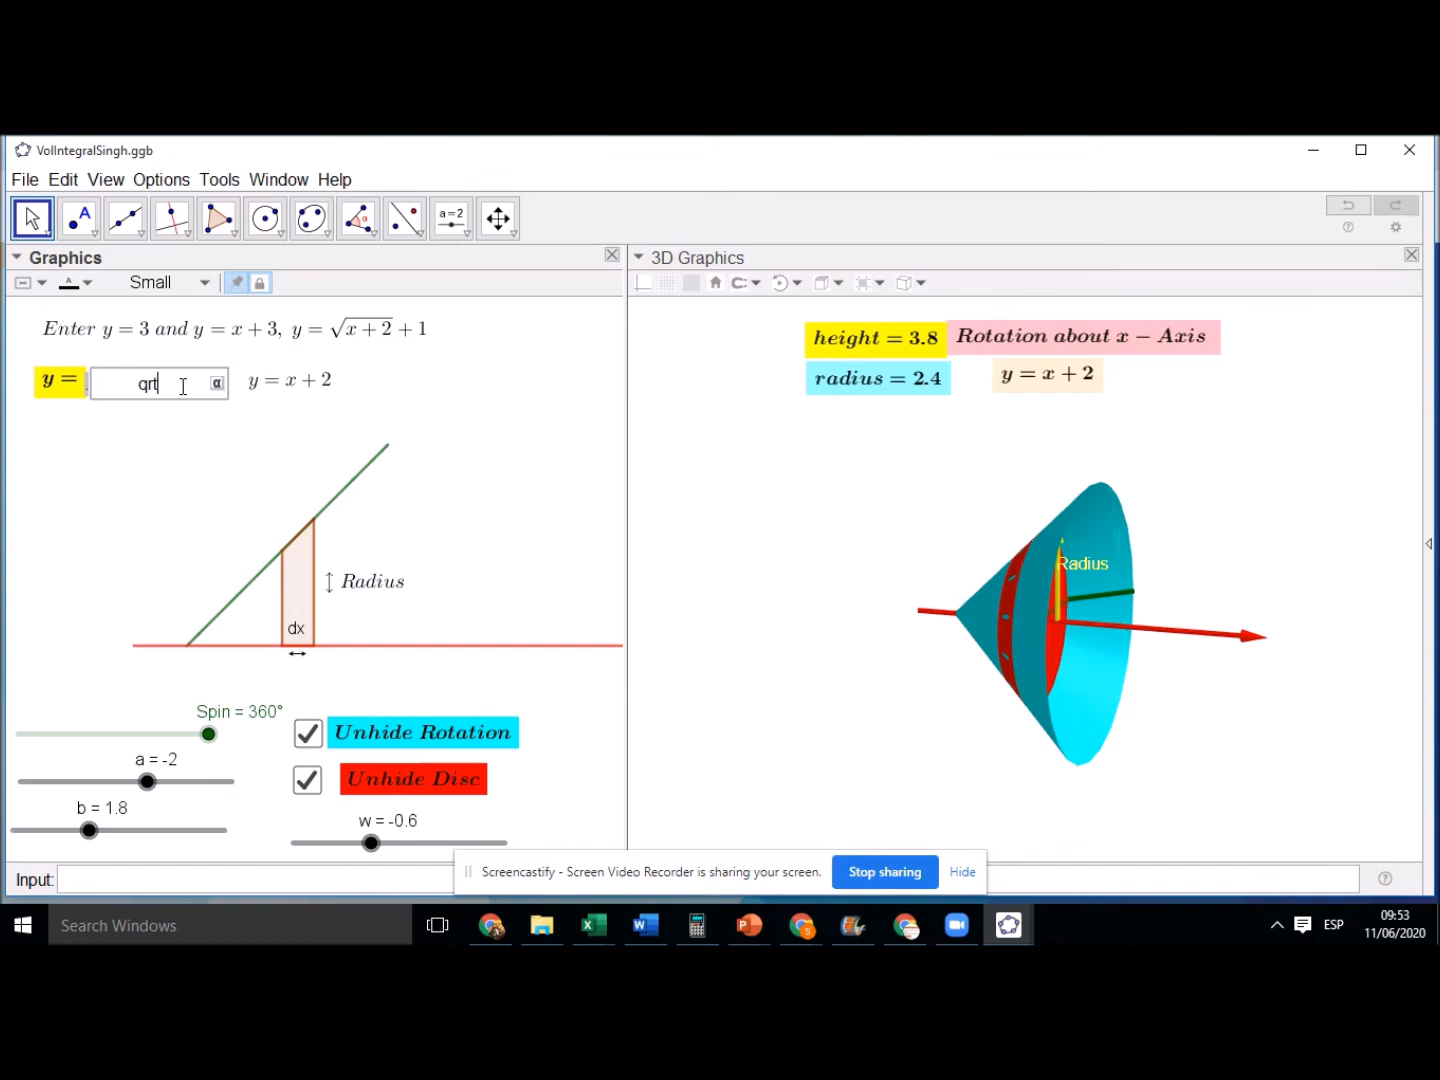 VolIntegralSingh.ggb
File Edit View Options Tools Window Help
a = 2
Graphics
3D Graphics
Small
Enter y = 3 and y = x + 3, y = √x + 2 + 1
y = qrt α y = x + 2
height = 3.8 Rotation about x − Axis
radius = 2.4 y = x + 2
Radius
Radius
dx
Spin = 360°
Unhide Rotation
a = -2
Unhide Disc
b = 1.8
w = -0.6
Input:
Screencastify - Screen Video Recorder is sharing your screen. Stop sharing Hide
Search Windows
ESP
09:53
11/06/2020